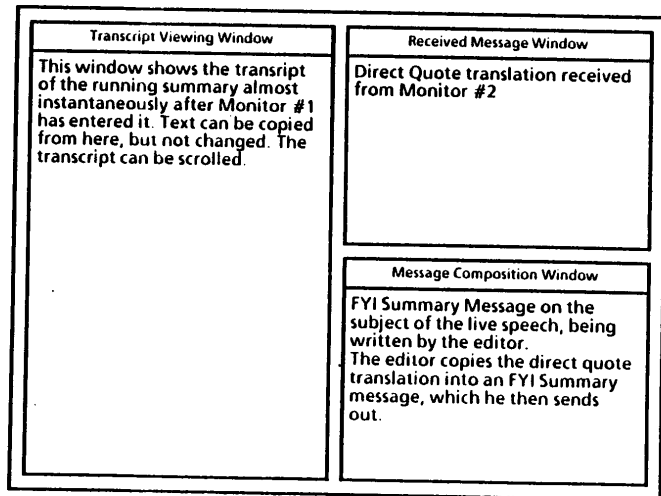 Transcript Viewing Window
This window shows the transript
of the running summary almost
instantaneously after Monitor #1
has entered it. Text can be copied
from here, but not changed. The
transcript can be scrolled.
Received Message Window
Direct Quote translation received
from Monitor #2
Message Composition Window
FYI Summary Message on the
subject of the live speech, being
written by the editor.
The editor copies the direct quote
translation into an FYI Summary
message, which he then sends
out.